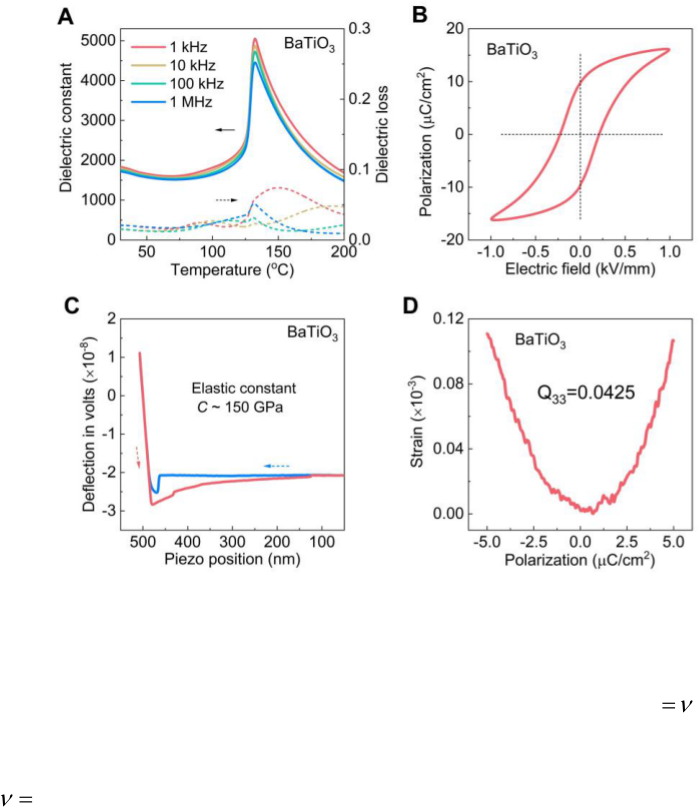 A
BaTiO3
1 kHz
10 kHz
100 kHz
1 MHz
5000
4000
3000
2000
1000
0
0.3
0.2
0.1
0.0
Dielectric constant
Dielectric loss
50 100 150 200
Temperature (oC)
B
BaTiO3
20
10
0
-10
-20
Polarization (μC/cm2)
-1.0 -0.5 0.0 0.5 1.0
Electric field (kV/mm)
C
BaTiO3
Elastic constant
C ~ 150 GPa
2
1
0
-1
-2
-3
Deflection in volts (×10-8)
500 400 300 200 100
Piezo position (nm)
D
BaTiO3
Q33=0.0425
0.12
0.08
0.04
0.00
Strain (×10-3)
-5.0 -2.5 0.0 2.5 5.0
Polarization (μC/cm2)
= ν
ν =